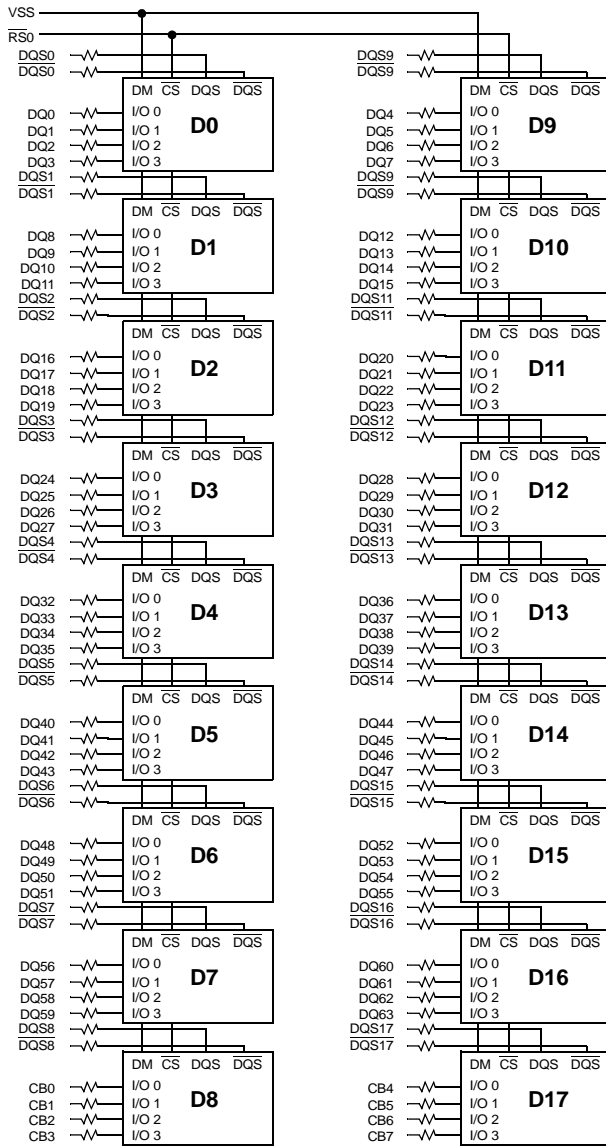 VSS
RS0
DQS0
DQS0
DM CS DQS DQS
DQ0 I/O 0
DQ1 I/O 1 D0
DQ2 I/O 2
DQ3 I/O 3
DQS1
DQS1
DM CS DQS DQS
DQ8 I/O 0
DQ9 I/O 1 D1
DQ10 I/O 2
DQ11 I/O 3
DQS2
DQS2
DM CS DQS DQS
DQ16 I/O 0
DQ17 I/O 1 D2
DQ18 I/O 2
DQ19 I/O 3
DQS3
DQS3
DM CS DQS DQS
DQ24 I/O 0
DQ25 I/O 1 D3
DQ26 I/O 2
DQ27 I/O 3
DQS4
DQS4
DM CS DQS DQS
DQ32 I/O 0
DQ33 I/O 1 D4
DQ34 I/O 2
DQ35 I/O 3
DQS5
DQS5
DM CS DQS DQS
DQ40 I/O 0
DQ41 I/O 1 D5
DQ42 I/O 2
DQ43 I/O 3
DQS6
DQS6
DM CS DQS DQS
DQ48 I/O 0
DQ49 I/O 1 D6
DQ50 I/O 2
DQ51 I/O 3
DQS7
DQS7
DM CS DQS DQS
DQ56 I/O 0
DQ57 I/O 1 D7
DQ58 I/O 2
DQ59 I/O 3
DQS8
DQS8
DM CS DQS DQS
CB0 I/O 0
CB1 I/O 1 D8
CB2 I/O 2
CB3 I/O 3
DQS9
DQS9
DM CS DQS DQS
DQ4 I/O 0
DQ5 I/O 1 D9
DQ6 I/O 2
DQ7 I/O 3
DQS9
DQS9
DM CS DQS DQS
DQ12 I/O 0
DQ13 I/O 1 D10
DQ14 I/O 2
DQ15 I/O 3
DQS11
DQS11
DM CS DQS DQS
DQ20 I/O 0
DQ21 I/O 1 D11
DQ22 I/O 2
DQ23 I/O 3
DQS12
DQS12
DM CS DQS DQS
DQ28 I/O 0
DQ29 I/O 1 D12
DQ30 I/O 2
DQ31 I/O 3
DQS13
DQS13
DM CS DQS DQS
DQ36 I/O 0
DQ37 I/O 1 D13
DQ38 I/O 2
DQ39 I/O 3
DQS14
DQS14
DM CS DQS DQS
DQ44 I/O 0
DQ45 I/O 1 D14
DQ46 I/O 2
DQ47 I/O 3
DQS15
DQS15
DM CS DQS DQS
DQ52 I/O 0
DQ53 I/O 1 D15
DQ54 I/O 2
DQ55 I/O 3
DQS16
DQS16
DM CS DQS DQS
DQ60 I/O 0
DQ61 I/O 1 D16
DQ62 I/O 2
DQ63 I/O 3
DQS17
DQS17
DM CS DQS DQS
CB4 I/O 0
CB5 I/O 1 D17
CB6 I/O 2
CB7 I/O 3